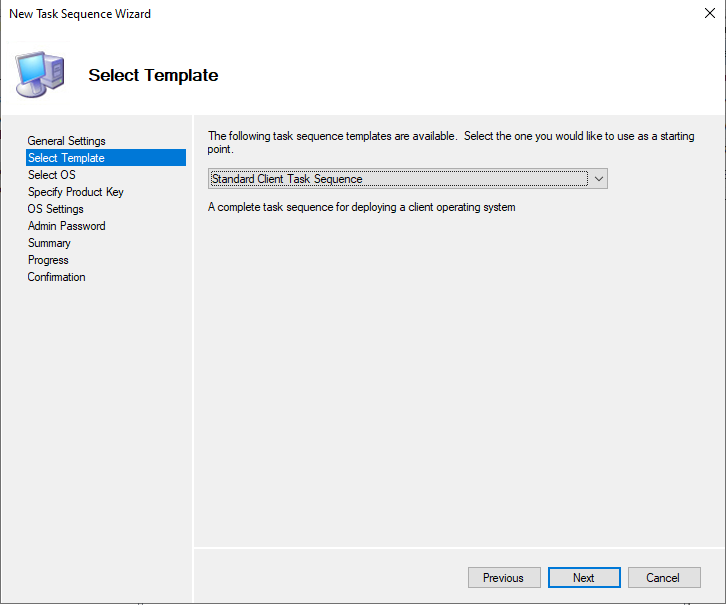 New Task Sequence Wizard
Select Template
General Settings
Select Template
Select OS
Specify Product Key
OS Settings
Admin Password
Summary
Progress
Confirmation
The following task sequence templates are available.  Select the one you would like to use as a starting
point.
Standard Client Task Sequence
A complete task sequence for deploying a client operating system
Previous
Next
Cancel